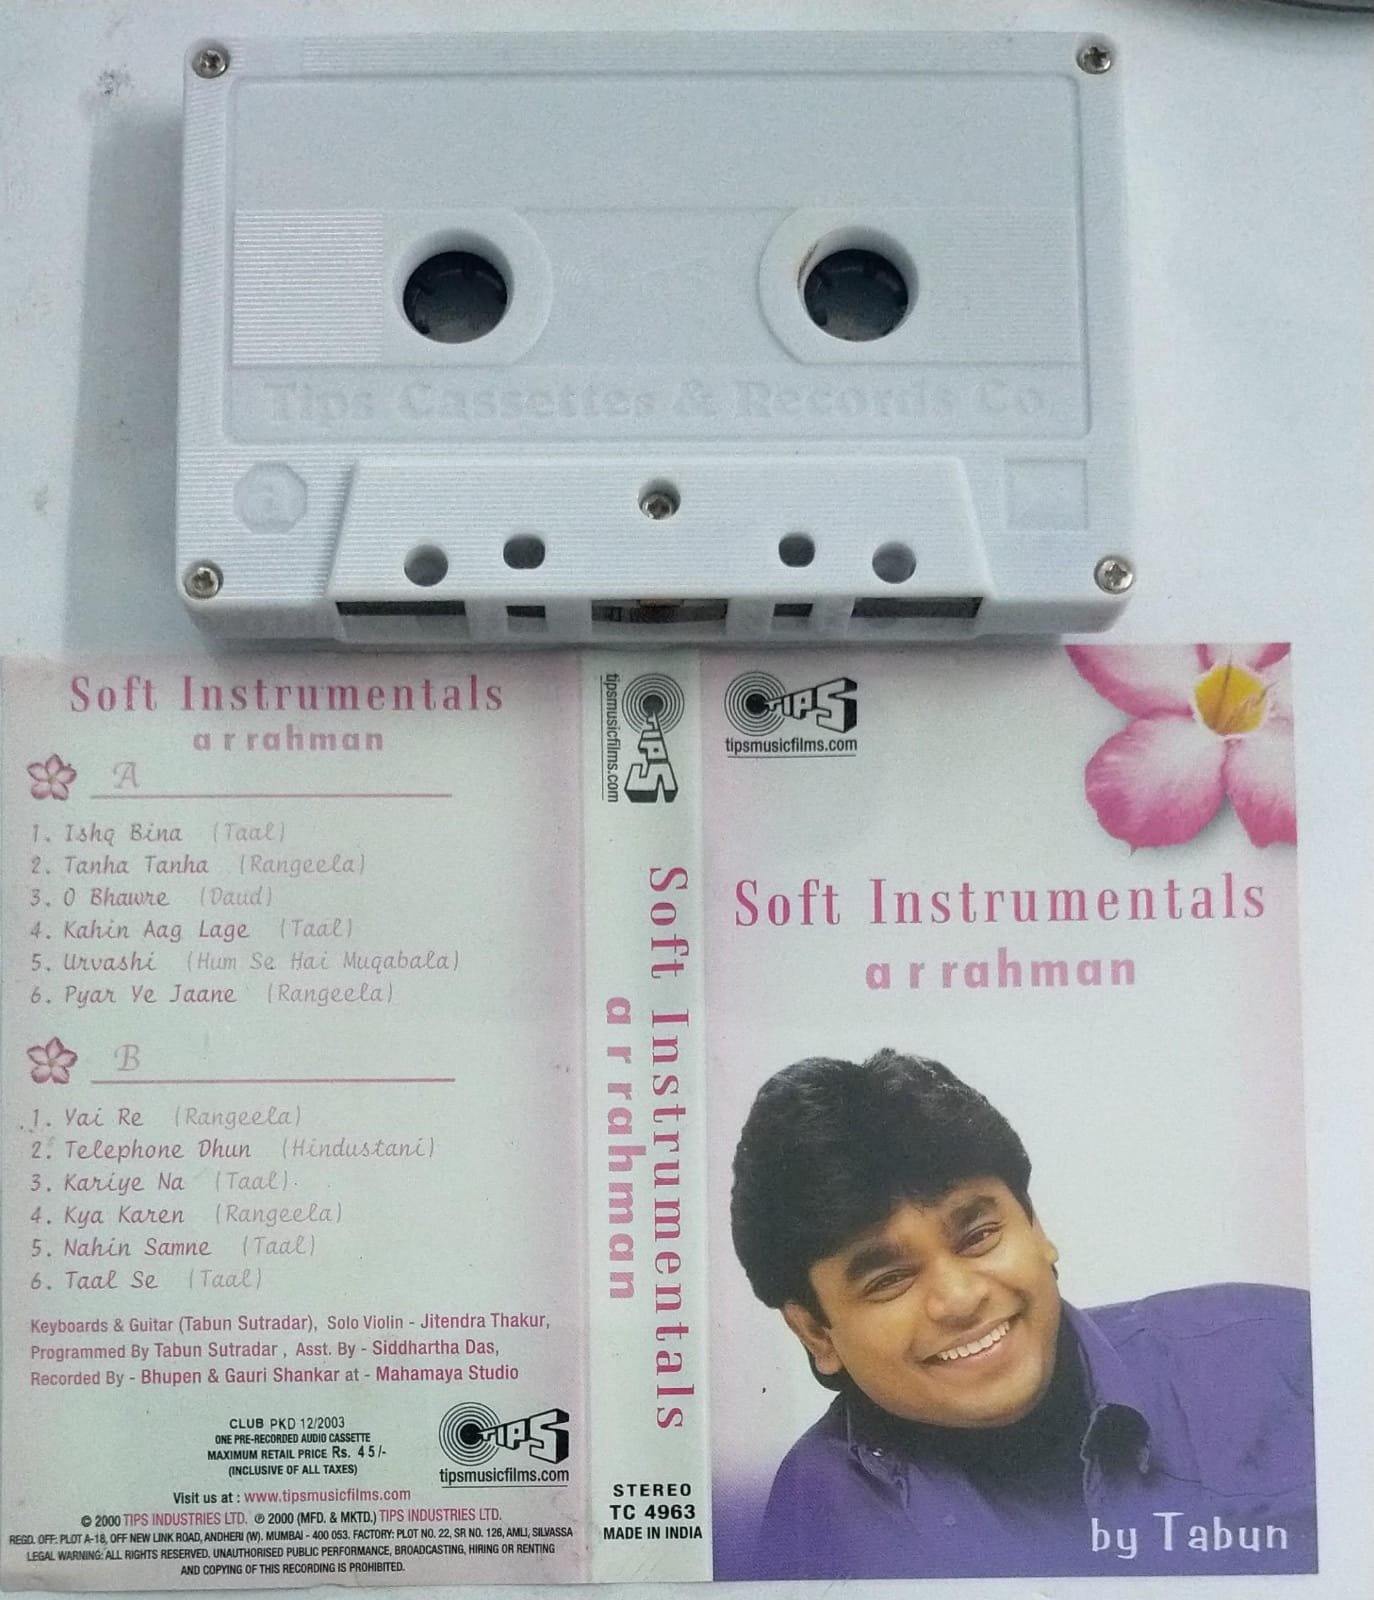 Tips Cassettes & Records Co.
a
Soft Instrumentals
a r rahman
A
1. Ishq Bina (Taal)
2. Tanha Tanha (Rangeela)
3. O Bhawre (Daud)
4. Kahin Aag Lage (Taal)
5. Urvashi (Hum Se Hai Muqabala)
6. Pyar Ye Jaane (Rangeela)
B
1. Yai Re (Rangeela)
2. Telephone Dhun (Hindustani)
3. Kariye Na (Taal)
4. Kya Karen (Rangeela)
5. Nahin Samne (Taal)
6. Taal Se (Taal)
Keyboards & Guitar (Tabun Sutradar), Solo Violin - Jitendra Thakur,
Programmed By Tabun Sutradar , Asst. By - Siddhartha Das,
Recorded By - Bhupen & Gauri Shankar at - Mahamaya Studio
CLUB PKD 12/2003
ONE PRE-RECORDED AUDIO CASSETTE
MAXIMUM RETAIL PRICE Rs. 45/-
(INCLUSIVE OF ALL TAXES)
TIPS
tipsmusicfilms.com
Visit us at : www.tipsmusicfilms.com
© 2000 TIPS INDUSTRIES LTD. ℗ 2000 (MFD. & MKTD.) TIPS INDUSTRIES LTD.
REGD. OFF: PLOT A-18, OFF NEW LINK ROAD, ANDHERI (W). MUMBAI - 400 053. FACTORY: PLOT NO. 22, SR NO. 126, AMLI, SILVASSA
LEGAL WARNING: ALL RIGHTS RESERVED. UNAUTHORISED PUBLIC PERFORMANCE, BROADCASTING, HIRING OR RENTING
AND COPYING OF THIS RECORDING IS PROHIBITED.
TIPS
tipsmusicfilms.com
Soft Instrumentals
a r rahman
STEREO
TC 4963
MADE IN INDIA
TIPS
tipsmusicfilms.com
Soft Instrumentals
a r rahman
by Tabun